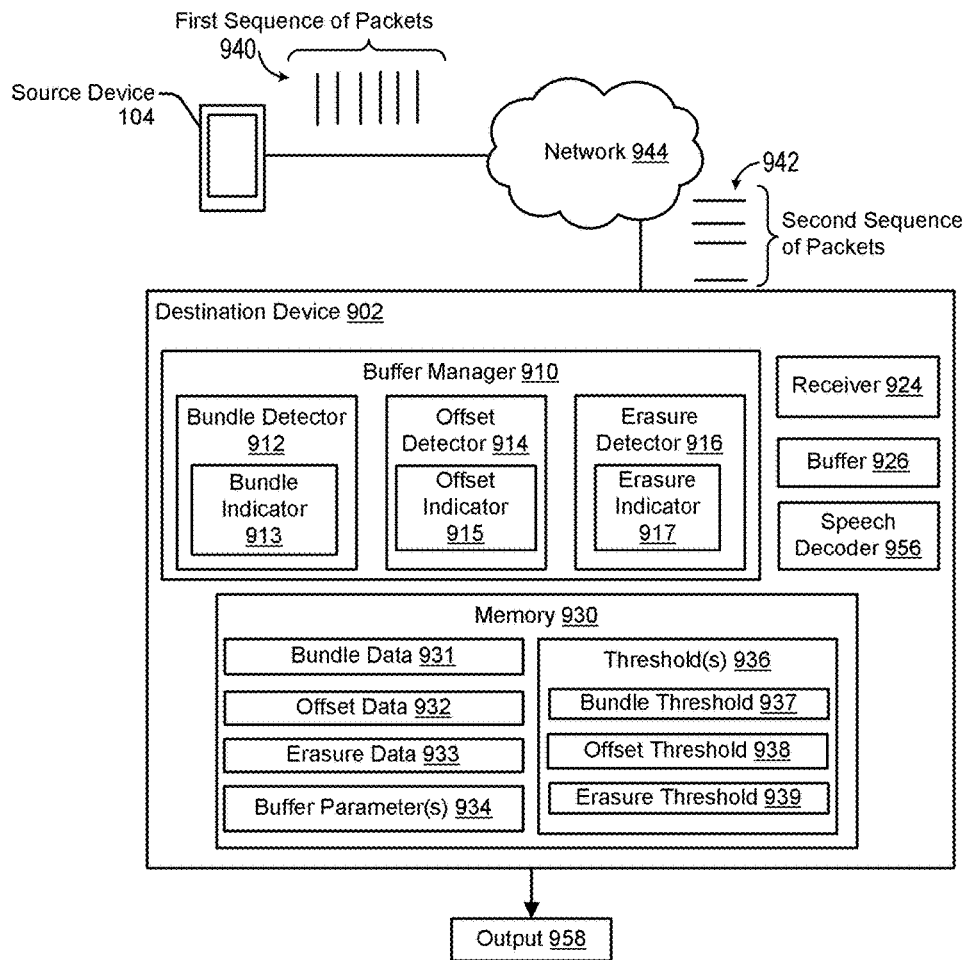 First Sequence of Packets
940
Source Device
104
Network 944
942
Second Sequence
of Packets
Destination Device 902
Buffer Manager 910
Bundle Detector
912
Bundle
Indicator
913
Offset
Detector 914
Offset
Indicator
915
Erasure
Detector 916
Erasure
Indicator
917
Receiver 924
Buffer 926
Speech
Decoder 956
Memory 930
Bundle Data 931
Offset Data 932
Erasure Data 933
Buffer Parameter(s) 934
Threshold(s) 936
Bundle Threshold 937
Offset Threshold 938
Erasure Threshold 939
Output 958